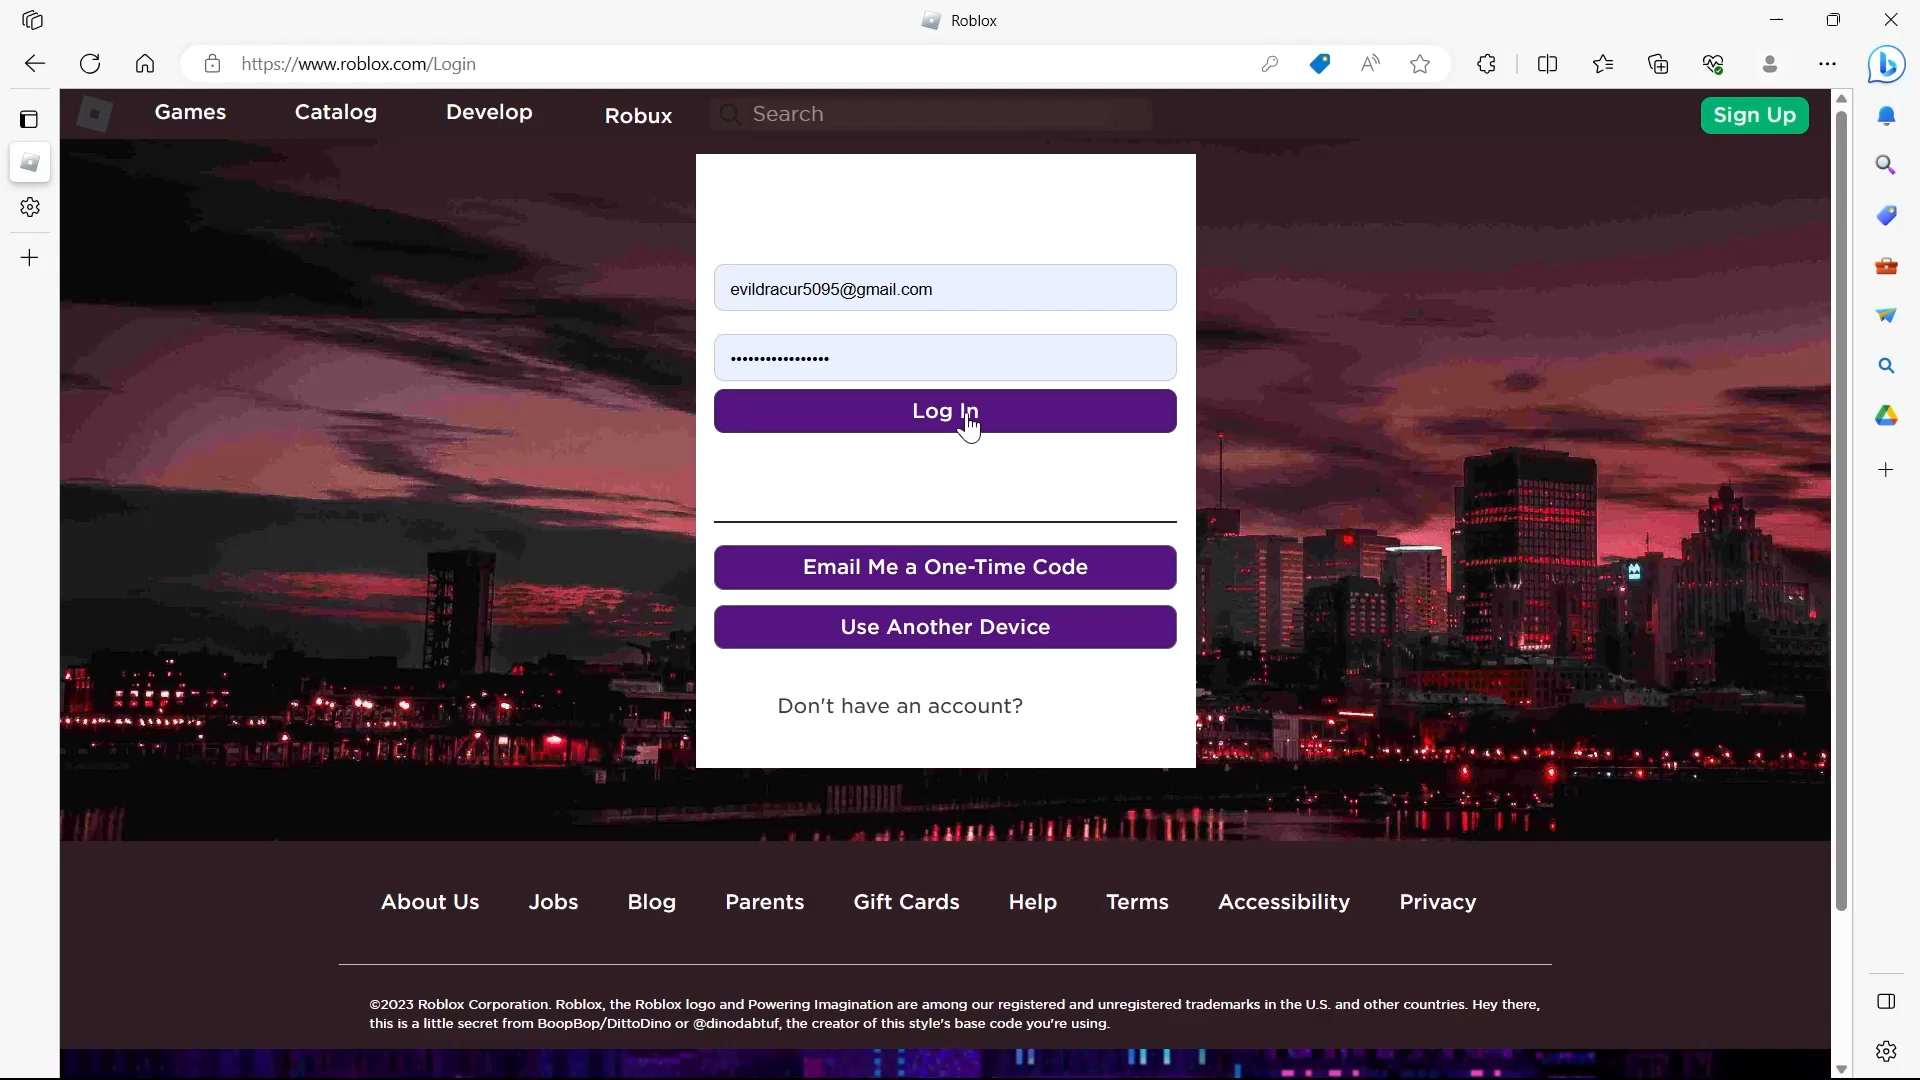 Roblox
https://www.roblox.com/Login
Games
Catalog
Develop
Robux
Search
Sign Up
evildracur5095@gmail.com
Log In
Email Me a One-Time Code
Use Another Device
Don't have an account?
About Us
Jobs
Blog
Parents
Gift Cards
Help
Terms
Accessibility
Privacy
©2023 Roblox Corporation. Roblox, the Roblox logo and Powering Imagination are among our registered and unregistered trademarks in the U.S. and other countries. Hey there,
this is a little secret from BoopBop/DittoDino or @dinodabtuf, the creator of this style's base code you're using.